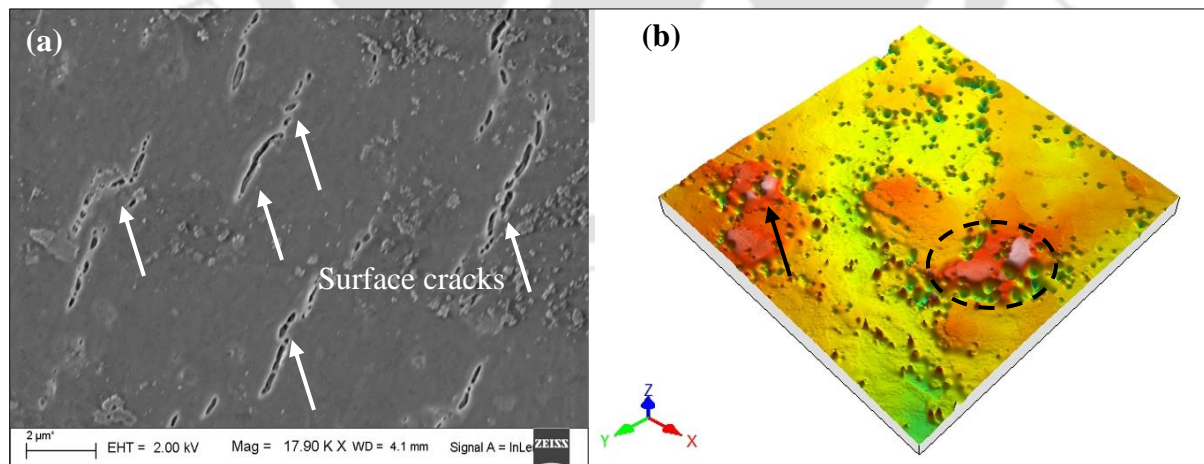 (a)
Surface cracks
2 µm
EHT = 2.00 kV
Mag = 17.90 K X
WD = 4.1 mm
Signal A = InLe
ZEISS
(b)
Z
Y
X